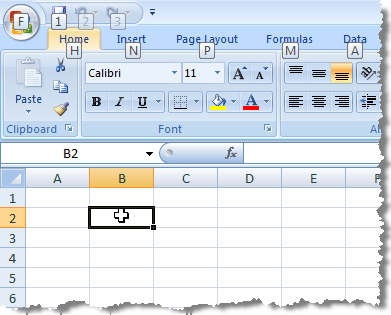 F 1 2 3
Home Insert Page Layout Formulas
H N P M A
Calibri 11 A A
Paste B I U A
Clipboard Font
B2 fx
A B C D E
1
2
3
4
5
6